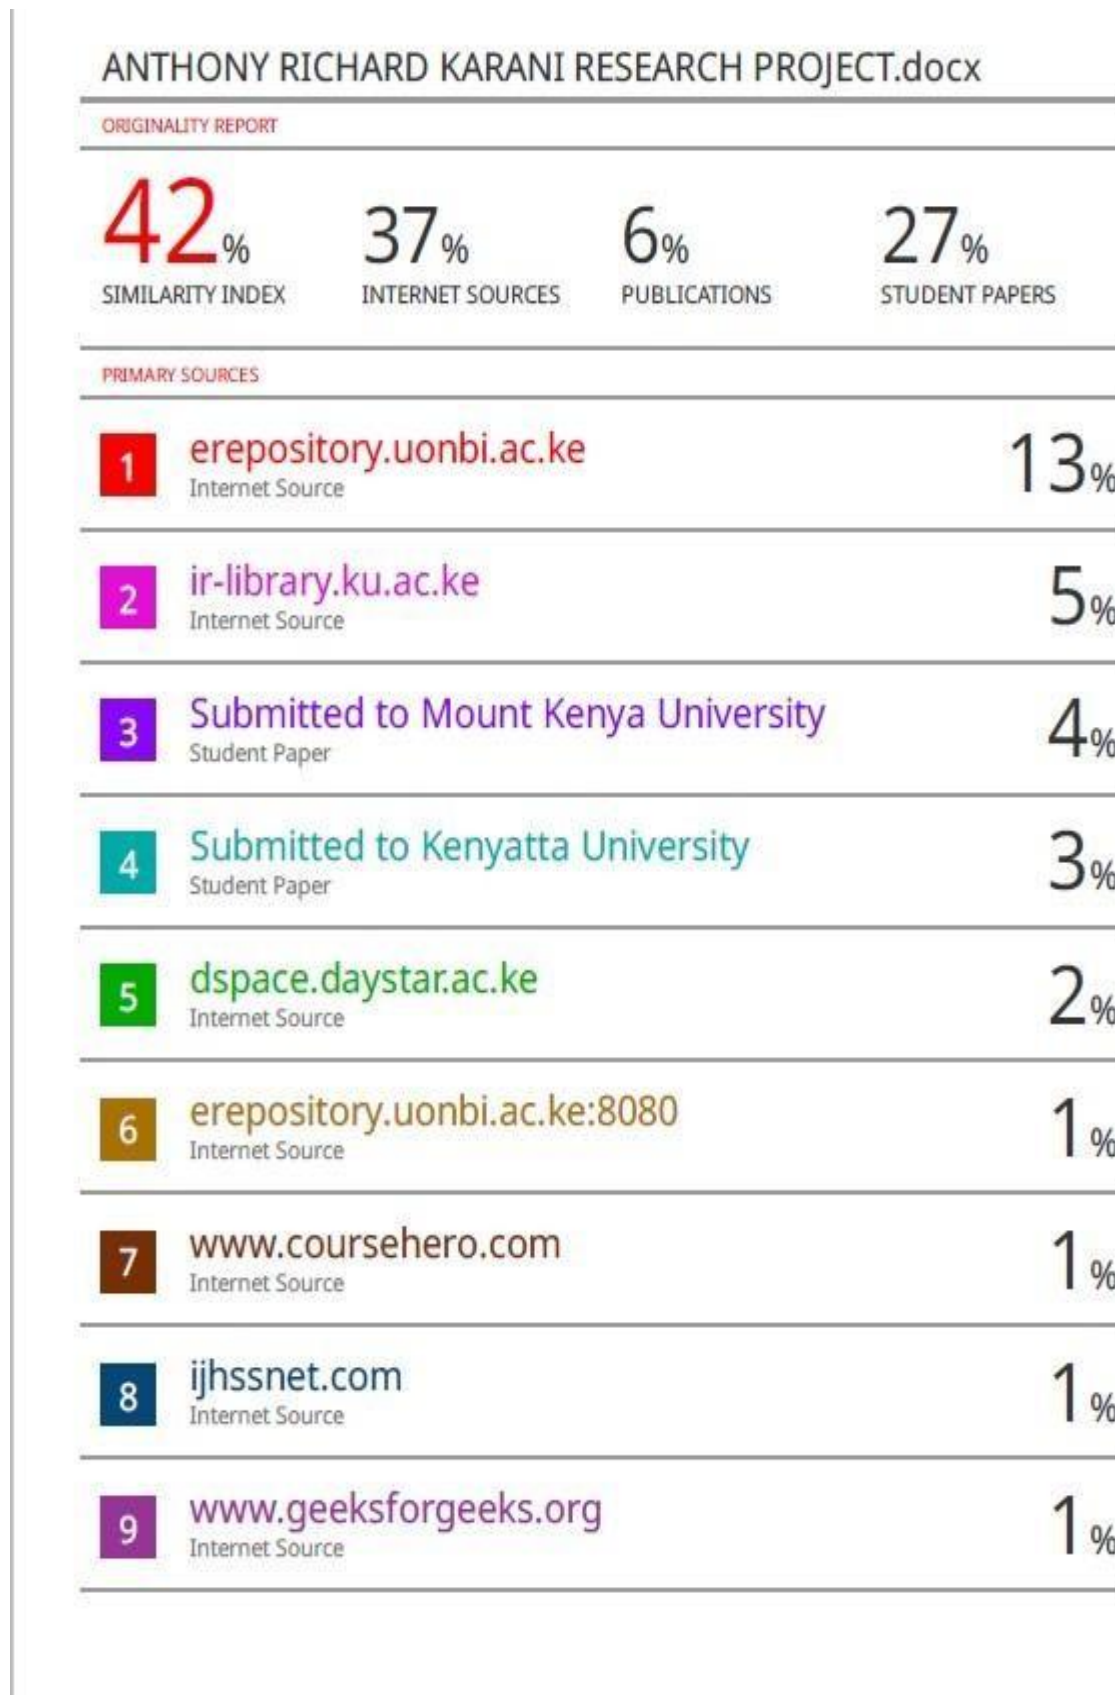 ANTHONY RICHARD KARANI RESEARCH PROJECT.docx
ORIGINALITY REPORT
42% 37% 6% 27%
SIMILARITY INDEX INTERNET SOURCES PUBLICATIONS STUDENT PAPERS
PRIMARY SOURCES
1 erepository.uonbi.ac.ke 13%
Internet Source
2 ir-library.ku.ac.ke 5%
Internet Source
3 Submitted to Mount Kenya University 4%
Student Paper
4 Submitted to Kenyatta University 3%
Student Paper
5 dspace.daystar.ac.ke 2%
Internet Source
6 erepository.uonbi.ac.ke:8080 1%
Internet Source
7 www.coursehero.com 1%
Internet Source
8 ijhssnet.com 1%
Internet Source
9 www.geeksforgeeks.org 1%
Internet Source